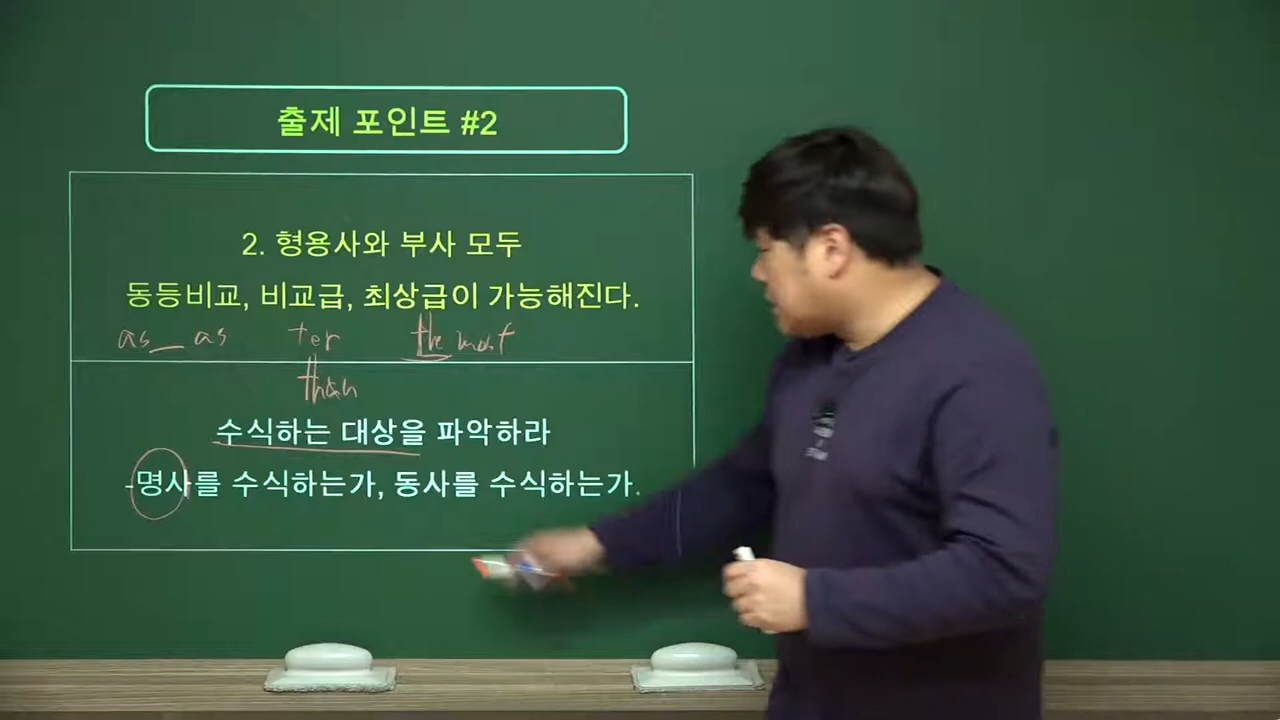 출제 포인트 #2
2. 형용사와 부사 모두
동등비교, 비교급, 최상급이 가능해진다.
as _ as ter the most
than
수식하는 대상을 파악하라
-명사를 수식하는가, 동사를 수식하는가.